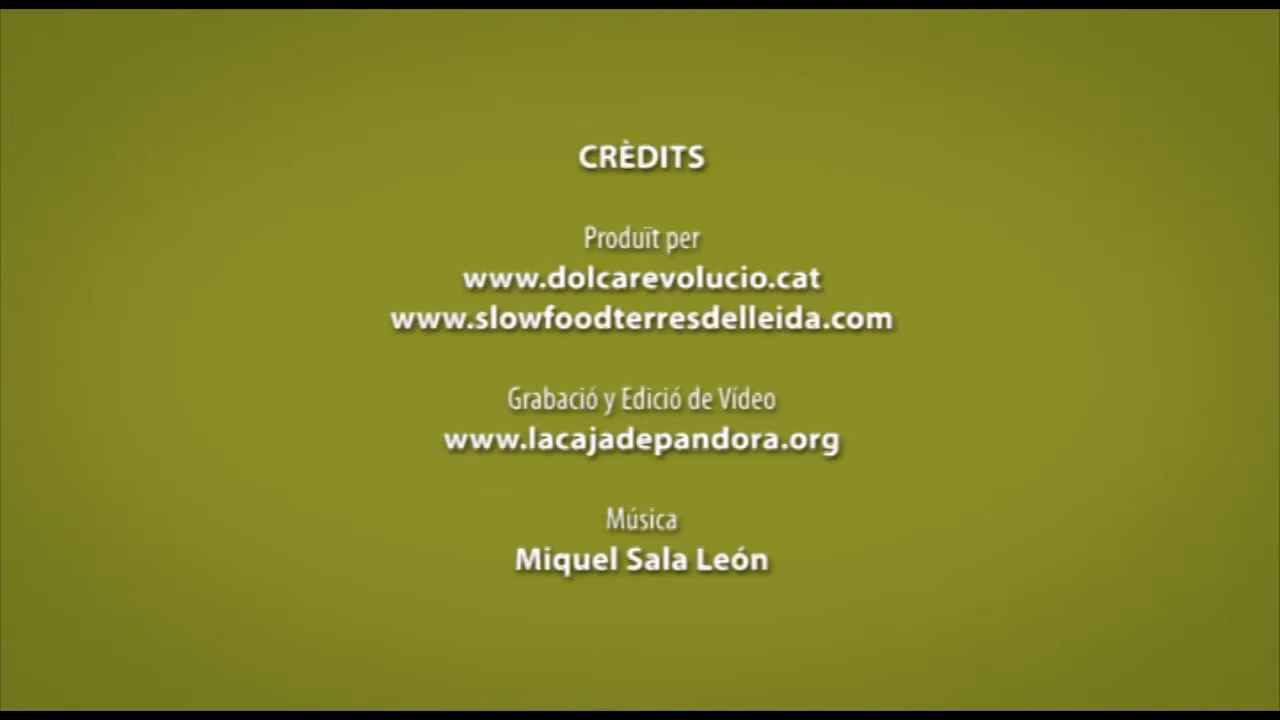 CRÈDITS
Produït per
www.dolcarevolucio.cat
www.slowfoodterresdelleida.com
Grabació y Edició de Vídeo
www.lacajadepandora.org
Música
Miquel Sala León